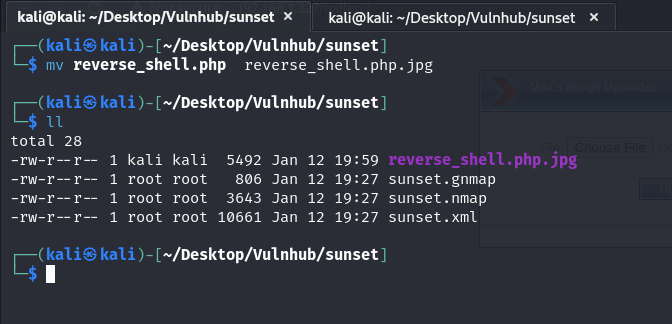 kali@kali: ~/Desktop/Vulnhub/sunset × kali@kali: ~/Desktop/Vulnhub/sunset ×
┌──(kali㉿kali)-[~/Desktop/Vulnhub/sunset]
└─$ mv reverse_shell.php  reverse_shell.php.jpg
Max's Image Uploader
┌──(kali㉿kali)-[~/Desktop/Vulnhub/sunset]
└─$ ll
Choose File
total 28
-rw-r--r-- 1 kali kali  5492 Jan 12 19:59 reverse_shell.php.jpg
-rw-r--r-- 1 root root   806 Jan 12 19:27 sunset.gnmap
-rw-r--r-- 1 root root  3643 Jan 12 19:27 sunset.nmap
-rw-r--r-- 1 root root 10661 Jan 12 19:27 sunset.xml
┌──(kali㉿kali)-[~/Desktop/Vulnhub/sunset]
└─$